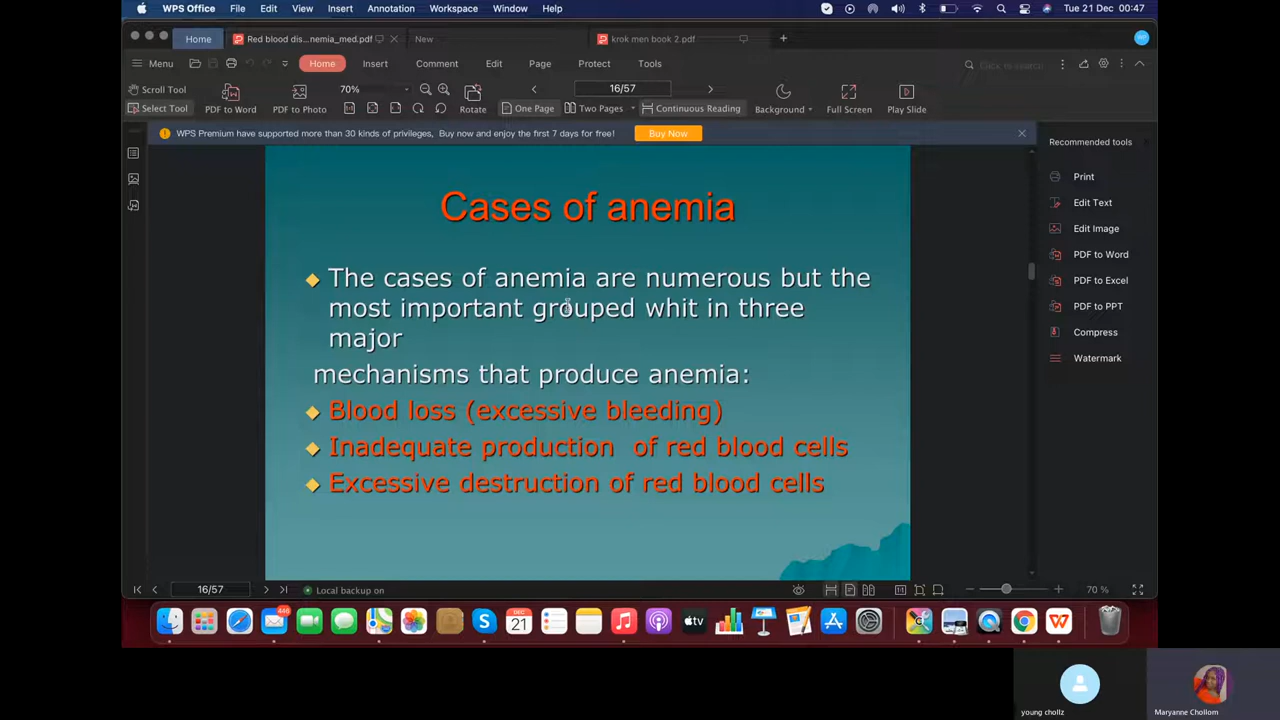 WPS Office File Edit View Insert Annotation Window Help Tue 21 Dec 00:47
Home Red blood dis...nemia_med.pdf New krok men book 2.pdf WP
Menu Home Insert Comment Edit Page Protect Tools Click to search
Scroll Tool 70% 16/57
Select Tool PDF to Word PDF to Photo Rotate One Page Two Pages Continuous Reading Background Full Screen Play Slide
WPS Premium have supported more than 30 kinds of privileges, Buy now and enjoy the first 7 days for free! Buy Now
Recommended tools
Print
Edit Text
Edit Image
PDF to Word
PDF to Excel
PDF to PPT
Compress
Watermark
Cases of anemia
The cases of anemia are numerous but the
most important grouped whit in three
major
mechanisms that produce anemia:
Blood loss (excessive bleeding)
Inadequate production of red blood cells
Excessive destruction of red blood cells
16/57 Local backup on 70 %
446 DEC 21 tv
young chollz Maryanne Chollom